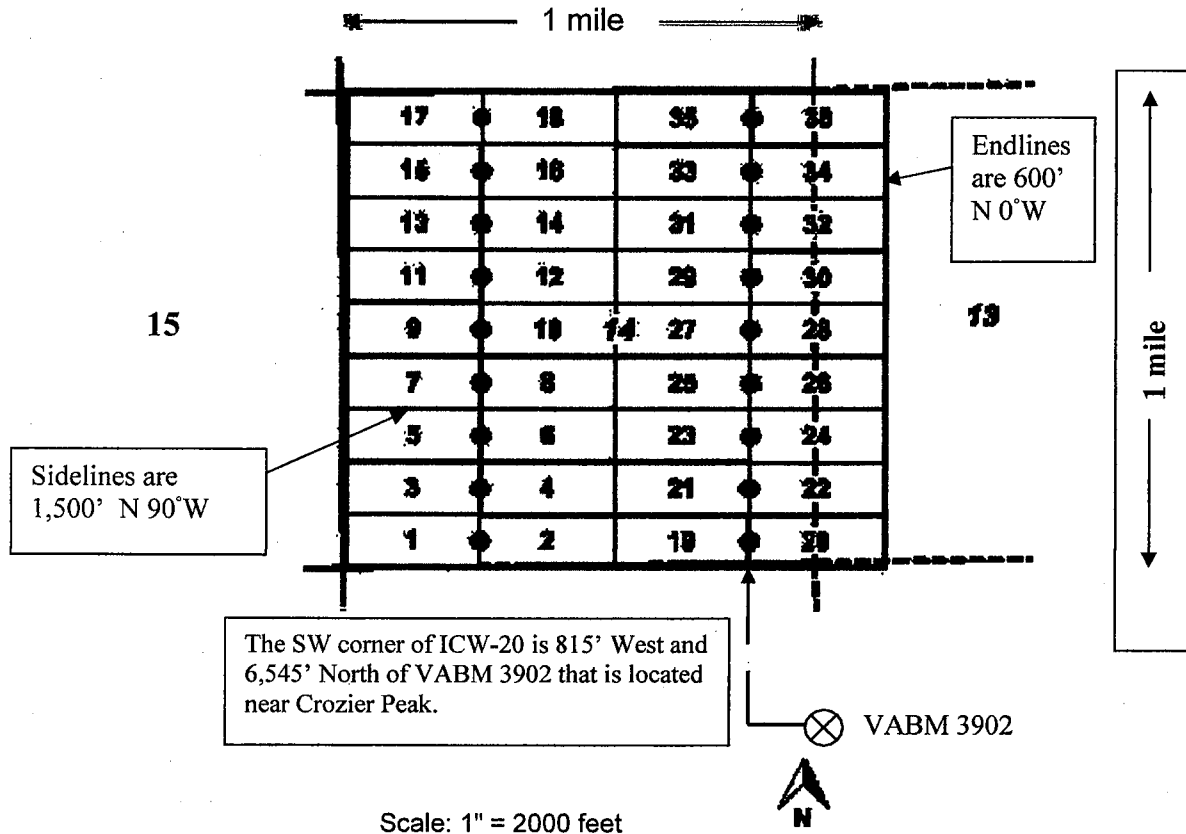 1 mile
17 18 35 36
15 16 33 34
13 14 31 32
11 12 29 30
9 10 14 27 28
7 8 25 26
5 6 23 24
3 4 21 22
1 2 19 20
15
13
Endlines
are 600'
N 0°W
1 mile
Sidelines are
1,500' N 90°W
The SW corner of ICW-20 is 815' West and
6,545' North of VABM 3902 that is located
near Crozier Peak.
VABM 3902
N
Scale: 1" = 2000 feet